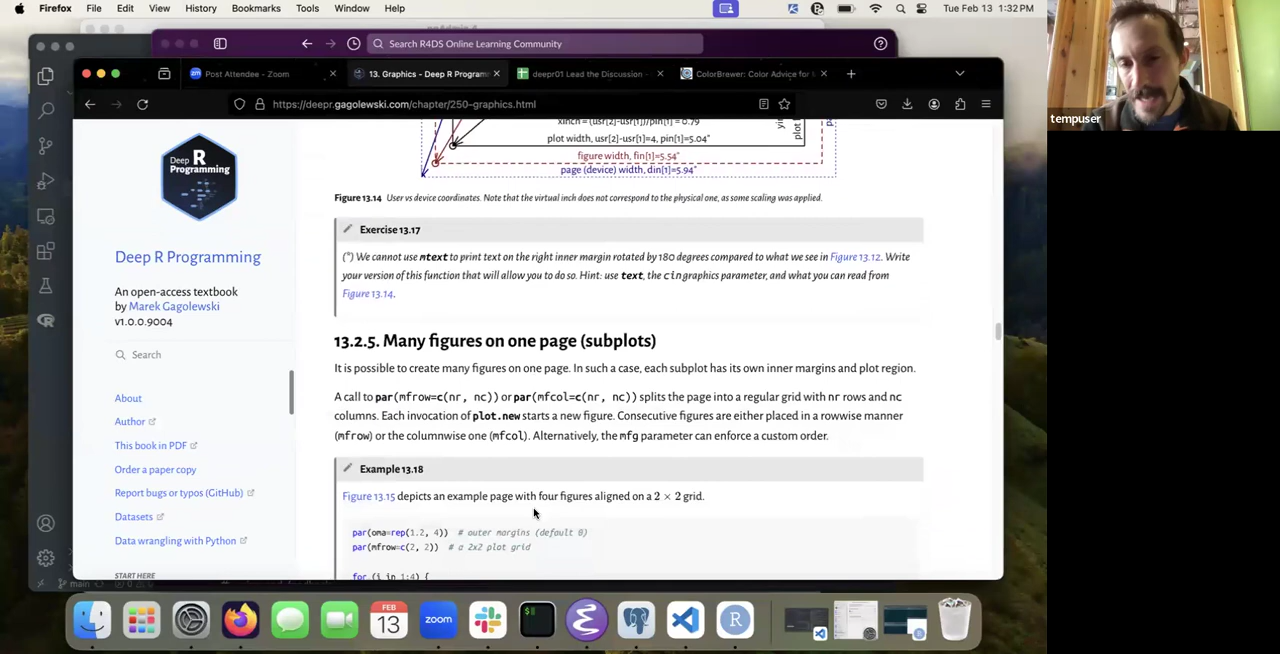 Firefox File Edit View History Bookmarks Tools Window Help Tue Feb 13 1:32 PM
Search R4DS Online Learning Community
Post Attendee - Zoom 13. Graphics - Deep R Program deepr01 Lead the Discussion - ColorBrewer: Color Advice for
https://deepr.gagolewski.com/chapter/250-graphics.html
tempuser
Deep R
Programming
Deep R Programming
An open-access textbook
by Marek Gagolewski
v1.0.0.9004
Search
About
Author
This book in PDF
Order a paper copy
Report bugs or typos (GitHub)
Datasets
Data wrangling with Python
START HERE
xinch = (usr[2]-usr[1])/pin[1] = 0.79
plot width, usr[2]-usr[1]=4, pin[1]=5.04"
figure width, fin[1]=5.54"
page (device) width, din[1]=5.94"
Figure 13.14 User vs device coordinates. Note that the virtual inch does not correspond to the physical one, as some scaling was applied.
Exercise 13.17
(*) We cannot use mtext to print text on the right inner margin rotated by 180 degrees compared to what we see in Figure 13.12. Write
your version of this function that will allow you to do so. Hint: use text, the cin graphics parameter, and what you can read from
Figure 13.14.
13.2.5. Many figures on one page (subplots)
It is possible to create many figures on one page. In such a case, each subplot has its own inner margins and plot region.
A call to par(mfrow=c(nr, nc)) or par(mfcol=c(nr, nc)) splits the page into a regular grid with nr rows and nc
columns. Each invocation of plot.new starts a new figure. Consecutive figures are either placed in a rowwise manner
(mfrow) or the columnwise one (mfcol). Alternatively, the mfg parameter can enforce a custom order.
Example 13.18
Figure 13.15 depicts an example page with four figures aligned on a 2 × 2 grid.
par(oma=rep(1.2, 4)) # outer margins (default 0)
par(mfrow=c(2, 2)) # a 2x2 plot grid
for (i in 1:4) {
main
FEB
13
zoom